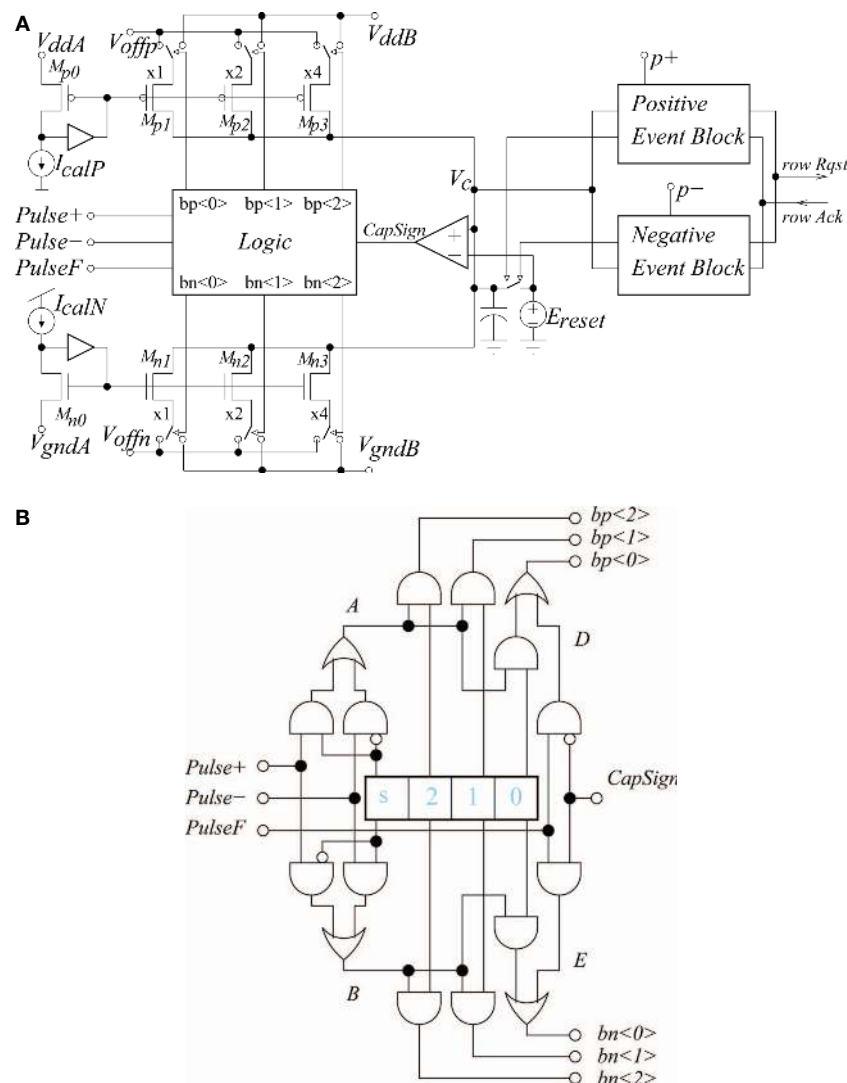 A
VddA
Voffp
VddB
Mp0
x1
x2
x4
Mp1
Mp2
Mp3
IcalP
p+
Positive
Event Block
row Rqst
row Ack
Vc
p−
Negative
Event Block
bp<0>
bp<1>
bp<2>
Logic
bn<0>
bn<1>
bn<2>
Pulse+
Pulse−
PulseF
CapSign
+
−
+
−
Ereset
IcalN
Mn1
Mn2
Mn3
Mn0
x1
x2
x4
VgndA
Voffn
VgndB
B
bp<2>
bp<1>
bp<0>
A
D
Pulse+
Pulse−
PulseF
s 2 1 0
CapSign
B
E
bn<0>
bn<1>
bn<2>